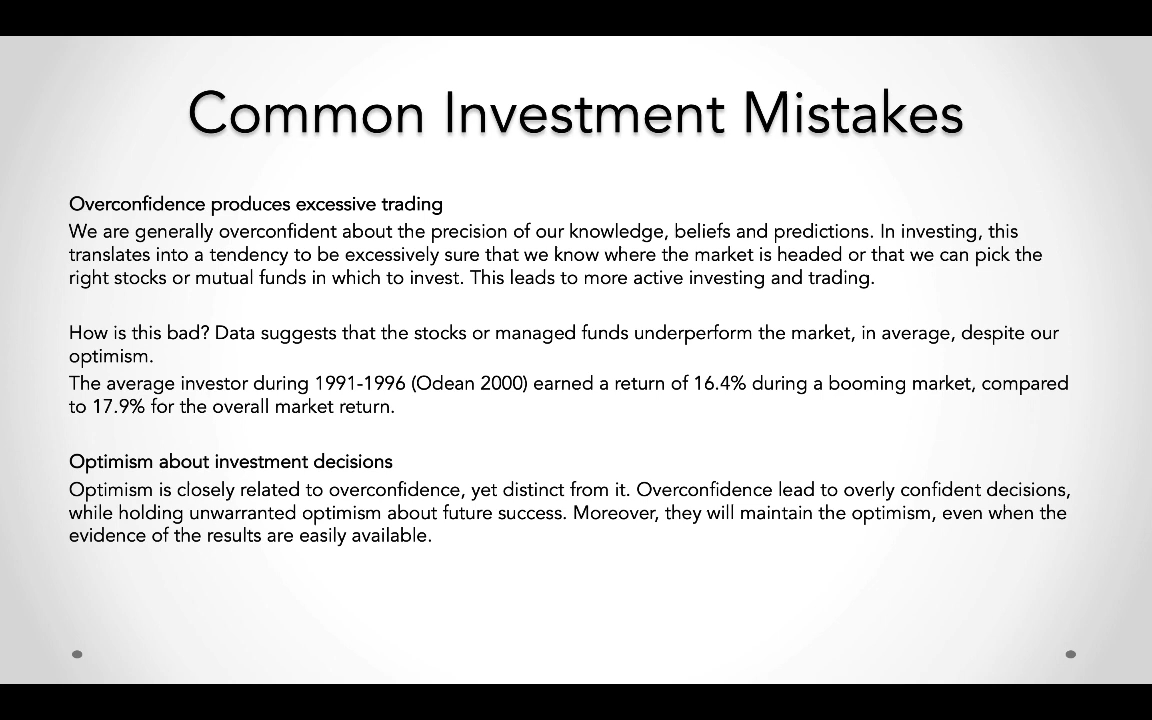 Common Investment Mistakes
Overconfidence produces excessive trading
We are generally overconfident about the precision of our knowledge, beliefs and predictions. In investing, this
translates into a tendency to be excessively sure that we know where the market is headed or that we can pick the
right stocks or mutual funds in which to invest. This leads to more active investing and trading.
How is this bad? Data suggests that the stocks or managed funds underperform the market, in average, despite our
optimism.
The average investor during 1991-1996 (Odean 2000) earned a return of 16.4% during a booming market, compared
to 17.9% for the overall market return.
Optimism about investment decisions
Optimism is closely related to overconfidence, yet distinct from it. Overconfidence lead to overly confident decisions,
while holding unwarranted optimism about future success. Moreover, they will maintain the optimism, even when the
evidence of the results are easily available.